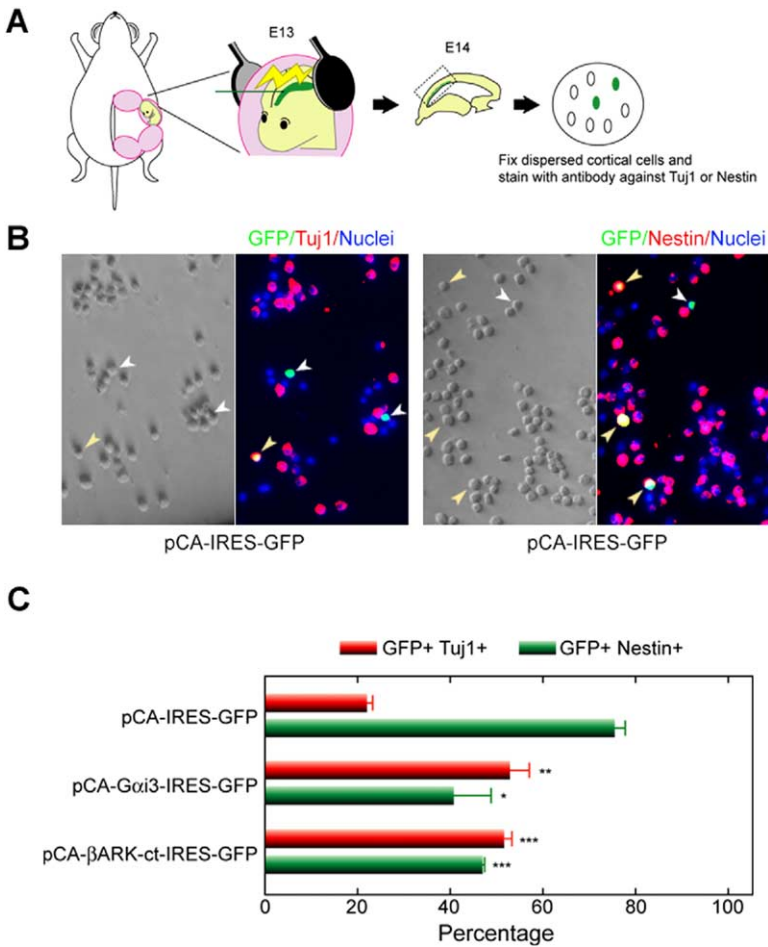 A
E13
E14
Fix dispersed cortical cells and
stain with antibody against Tuj1 or Nestin
B
GFP/Tuj1/Nuclei
GFP/Nestin/Nuclei
pCA-IRES-GFP
pCA-IRES-GFP
C
GFP+ Tuj1+
GFP+ Nestin+
pCA-IRES-GFP
pCA-Gαi3-IRES-GFP
**
*
pCA-βARK-ct-IRES-GFP
***
***
0 20 40 60 80 100
Percentage